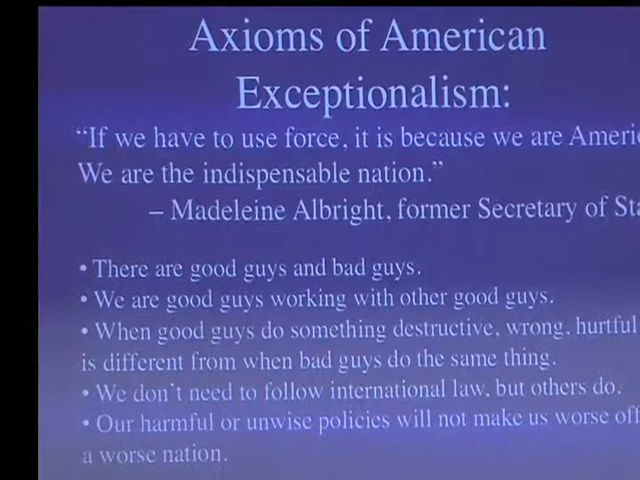 Axioms of American
Exceptionalism:
“If we have to use force, it is because we are
We are the indispensable nation.”
– Madeleine Albright, former Secretary of
• There are good guys and bad guys.
• We are good guys working with other good guys.
• When good guys do something destructive, wrong, hurtful
is different from when bad guys do the same thing.
• We don't need to follow international law, but others do.
• Our harmful or unwise policies will not make us worse off
a worse nation.